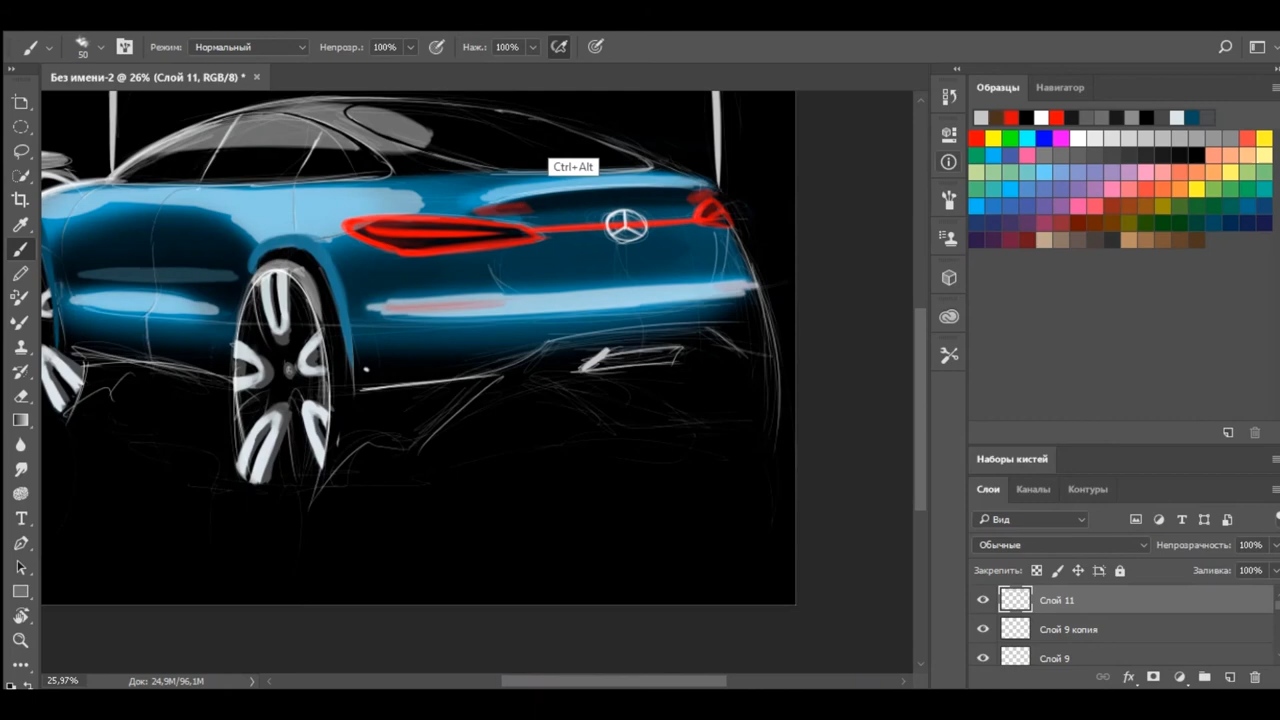 50 Режим: Нормальный Непрозр.: 100% Наж.: 100%
Без имени-2 @ 26% (Слой 11, RGB/8) * ×
Образцы Навигатор
Ctrl+Alt
Наборы кистей
Слои Каналы Контуры
Вид
Обычные Непрозрачность: 100%
Закрепить: Заливка: 100%
Слой 11
Слой 9 копия
Слой 9
25,97% Док: 24,9M/96,1M